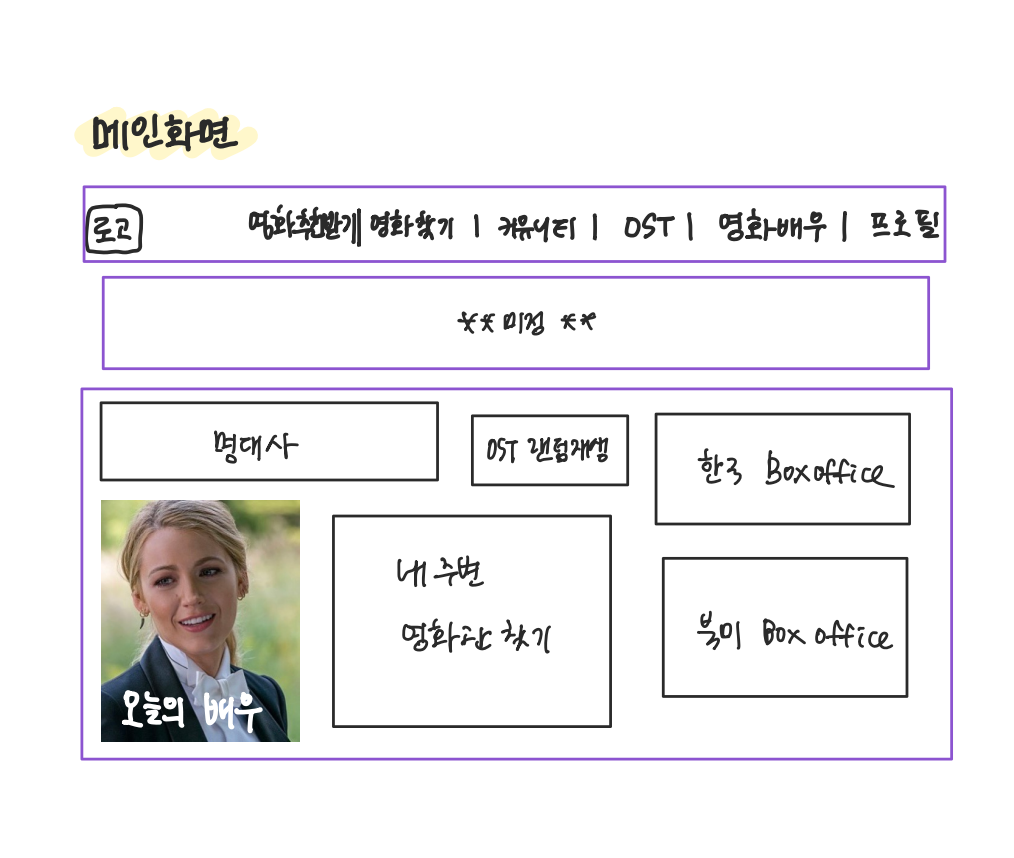 메인화면
로고 영화추천받기 | 영화찾기 | 커뮤니티 | OST | 영화배우 | 프로필
** 미정 **
명대사
OST 랜덤재생
한국 Box office
오늘의 배우
내 주변
영화관 찾기
북미 Box office